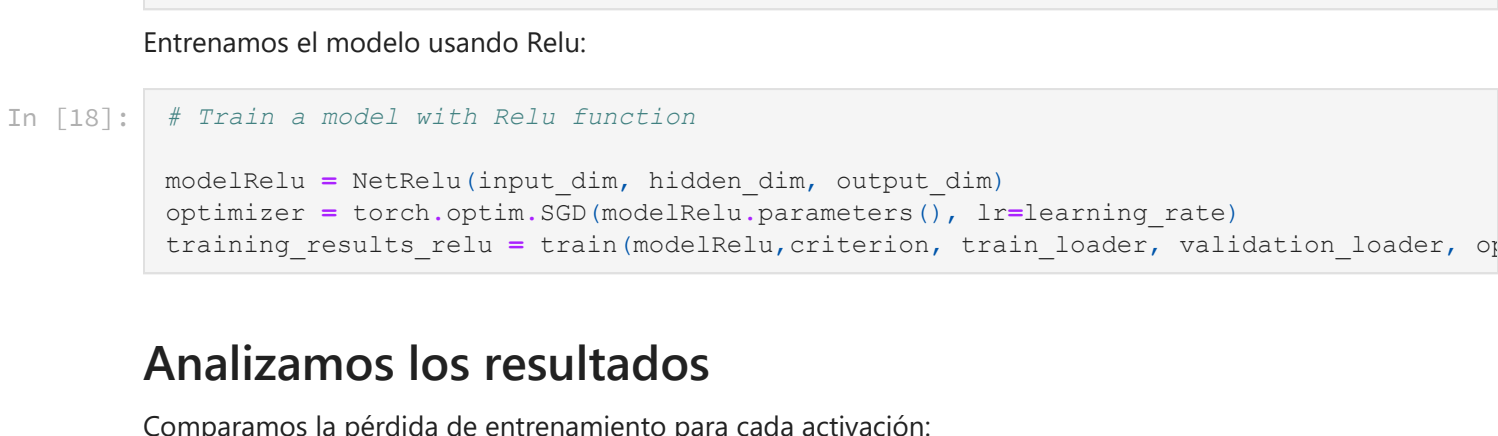 Entrenamos el modelo usando Relu:
In [18]:
# Train a model with Relu function
modelRelu = NetRelu(input_dim, hidden_dim, output_dim)
optimizer = torch.optim.SGD(modelRelu.parameters(), lr=learning_rate)
training_results_relu = train(modelRelu,criterion, train_loader, validation_loader, op
Analizamos los resultados
Comparamos la pérdida de entrenamiento para cada activación: